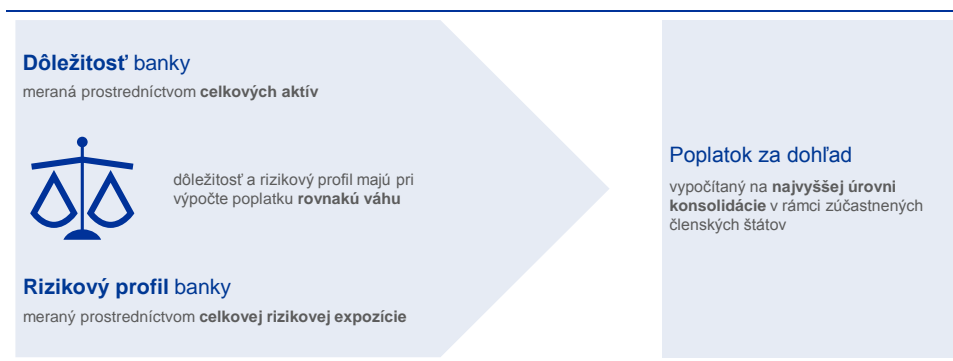 Dôležitosť banky
meraná prostredníctvom celkových aktív
dôležitosť a rizikový profil majú pri
výpočte poplatku rovnakú váhu
Rizikový profil banky
meraný prostredníctvom celkovej rizikovej expozície
Poplatok za dohľad
vypočítaný na najvyššej úrovni
konsolidácie v rámci zúčastnených
členských štátov